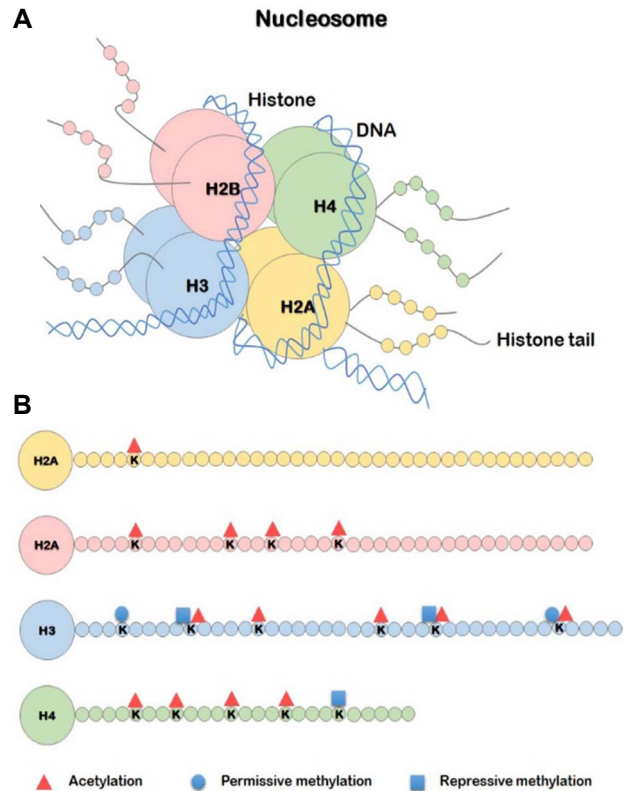 A
Nucleosome
Histone
DNA
H2B
H4
H3
H2A
Histone tail
B
H2A
K
H2A
K K K K
H3
K K K K K K
H4
K K K K K
Acetylation Permissive methylation Repressive methylation